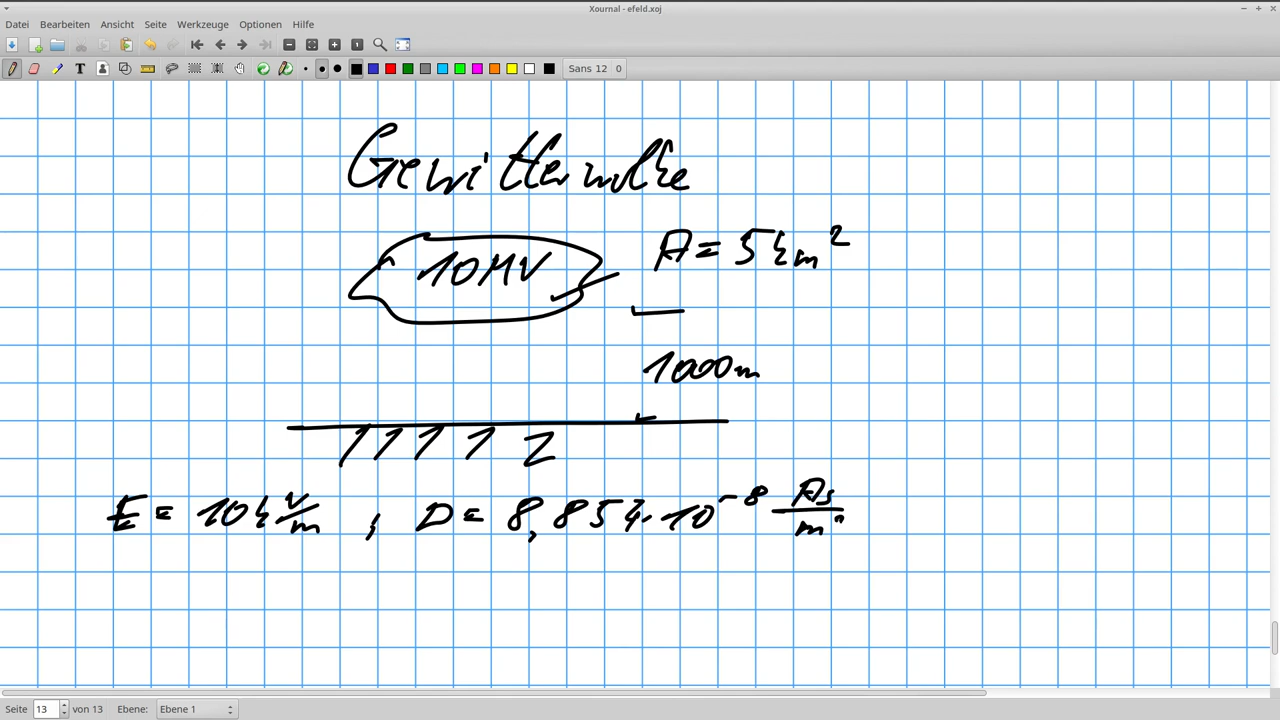 Xournal - efeld.xoj
Datei Bearbeiten Ansicht Seite Werkzeuge Optionen Hilfe
Sans 12 0
Gewitterwolke
10MV
A = 5km²
1000m
E = 10k V/m ; D = 8,854·10⁻⁸ As/m²
Seite 13 von 13 Ebene: Ebene 1